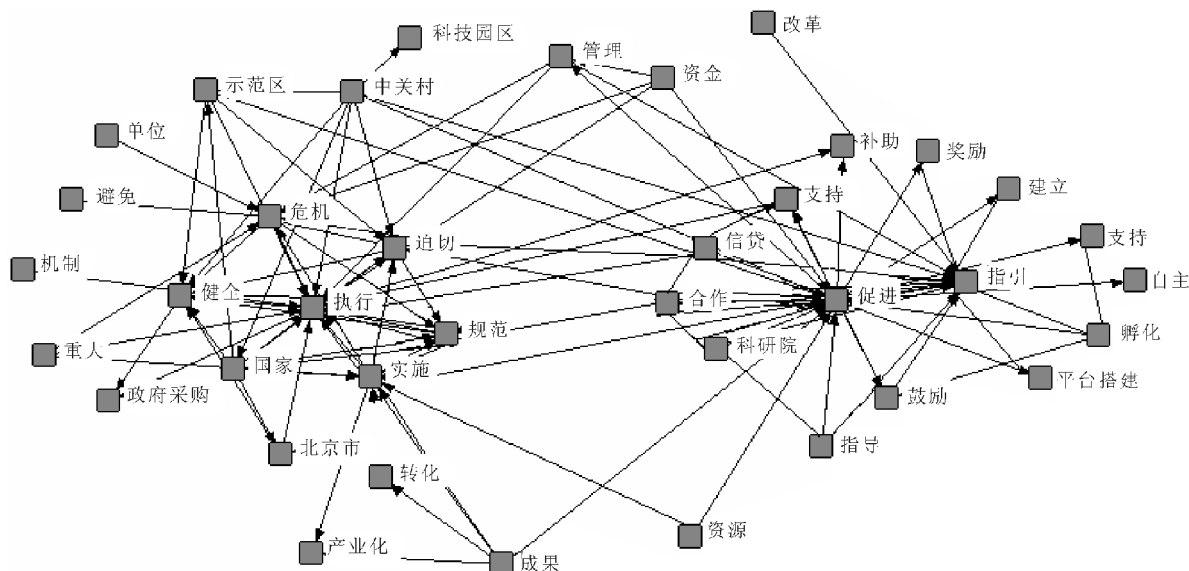 改革
科技园区
管理
资金
示范区
中关村
单位
补助
奖励
避免
危机
支持
建立
迫切
信贷
支持
机制
健全
执行
合作
促进
指引
自主
规范
重大
国家
实施
科研院
孵化
政府采购
鼓励
平台搭建
北京市
指导
转化
资源
产业化
成果